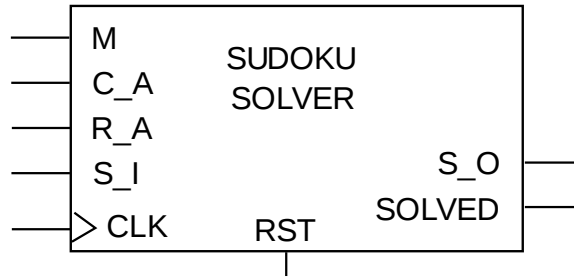 M
C_A
R_A
S_I
CLK
SUDOKU
SOLVER
S_O
SOLVED
RST